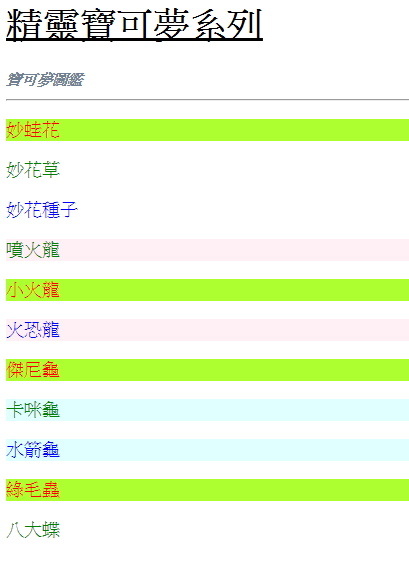 精靈寶可夢系列
寶可夢圖鑑
妙蛙花
妙花草
妙花種子
噴火龍
小火龍
火恐龍
傑尼龜
卡咪龜
水箭龜
綠毛蟲
八大蝶